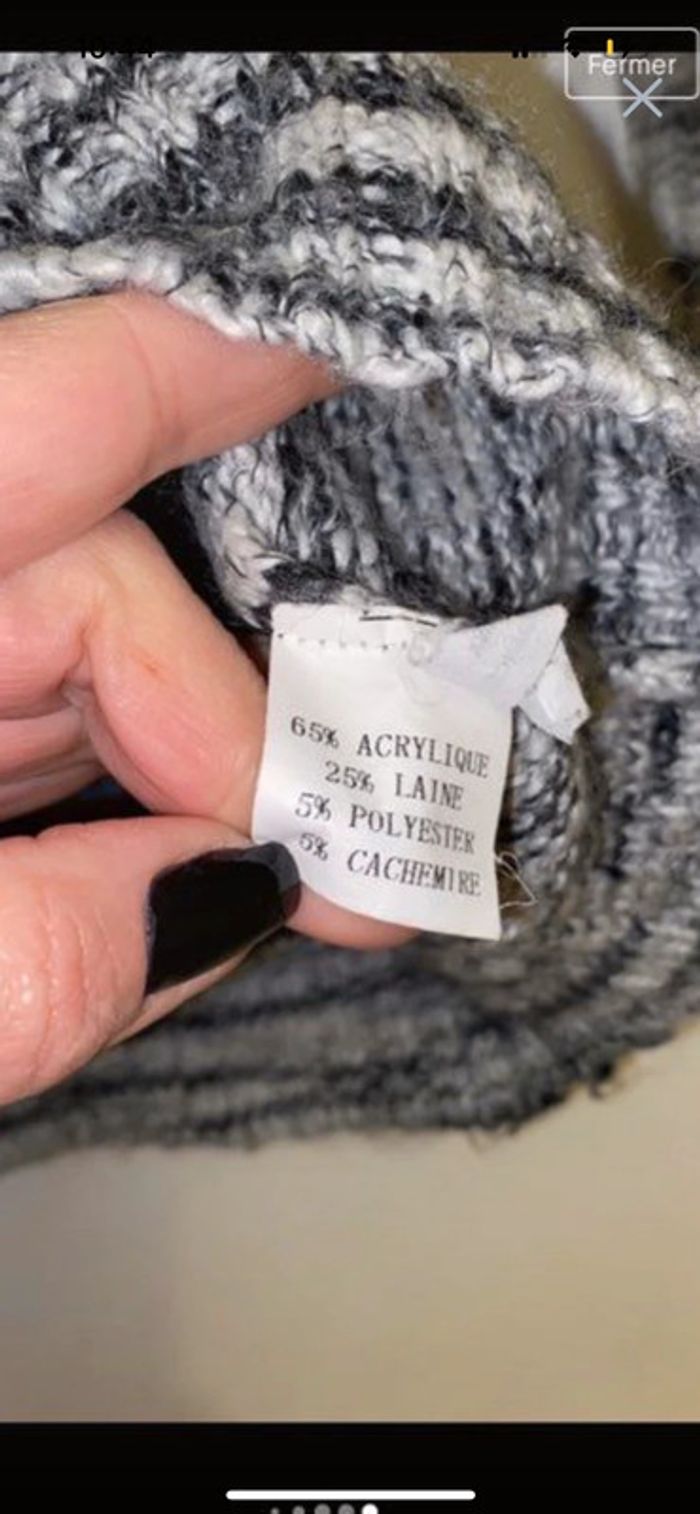 Fermer
65% ACRYLIQUE
25% LAINE
5% POLYESTER
5% CACHEMIRE